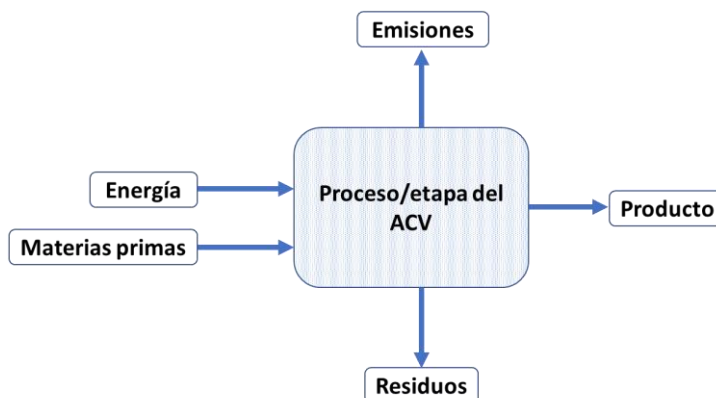 Emisiones
Energía
Proceso/etapa del
ACV
Producto
Materias primas
Residuos